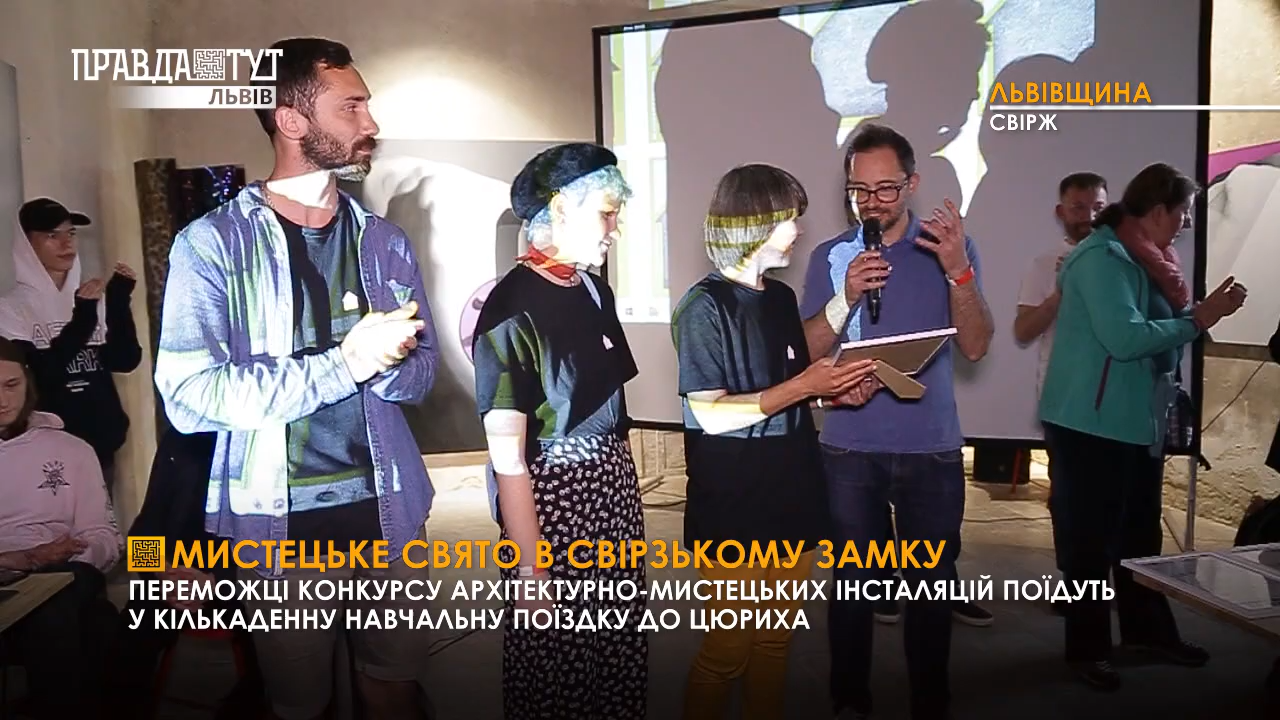 ПРАВДА ТУТ
ЛЬВІВ
ЛЬВІВЩИНА
СВІРЖ
МИСТЕЦЬКЕ СВЯТО В СВІРЗЬКОМУ ЗАМКУ
ПЕРЕМОЖЦІ КОНКУРСУ АРХІТЕКТУРНО-МИСТЕЦЬКИХ ІНСТАЛЯЦІЙ ПОЇДУТЬ
У КІЛЬКАДЕННУ НАВЧАЛЬНУ ПОЇЗДКУ ДО ЦЮРИХА